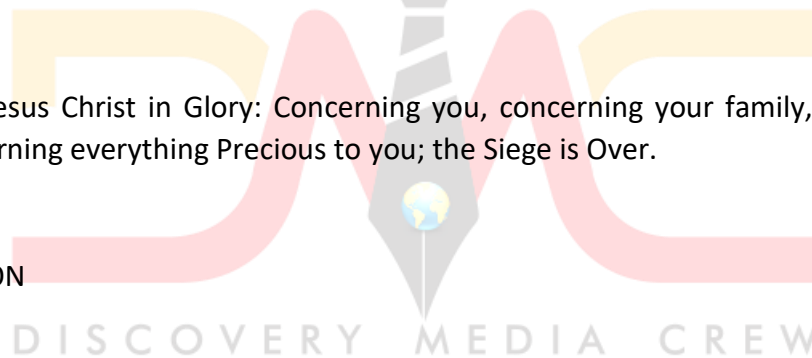 esus Christ in Glory: Concerning you, concerning your family,
rning everything Precious to you; the Siege is Over.
ON
DISCOVERY MEDIA CREW